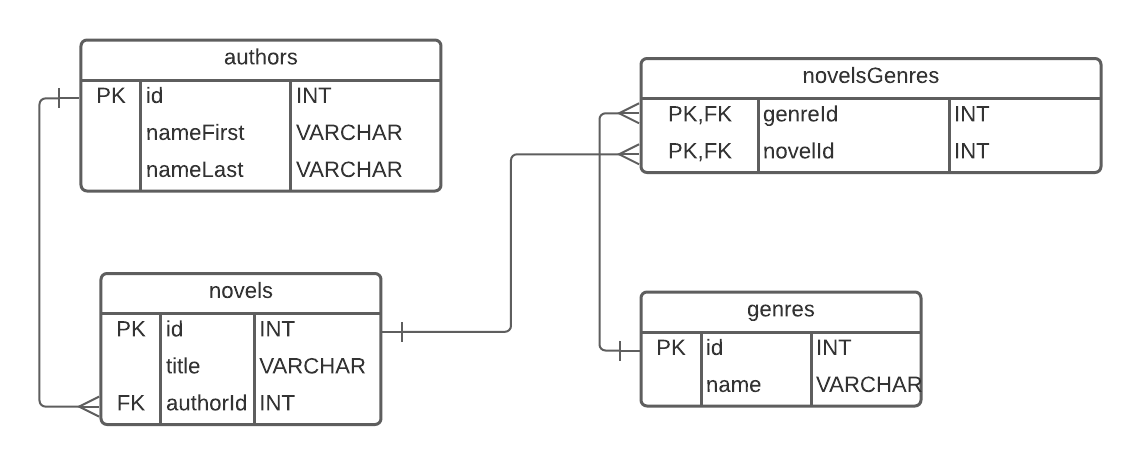 authors
PK id INT
nameFirst VARCHAR
nameLast VARCHAR
novelsGenres
PK,FK genreId INT
PK,FK novelId INT
novels
PK id INT
title VARCHAR
FK authorId INT
genres
PK id INT
name VARCHAR